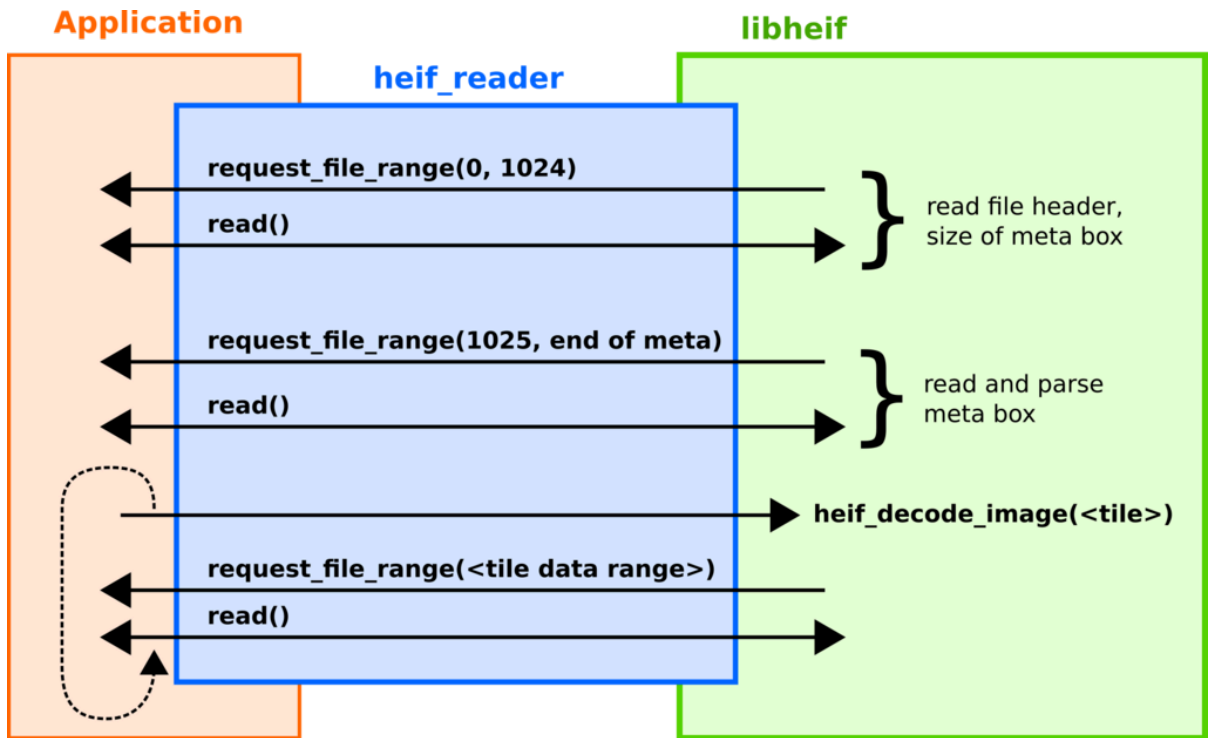 Application
libheif
heif_reader
request_file_range(0, 1024)
read()
read file header,
size of meta box
request_file_range(1025, end of meta)
read()
read and parse
meta box
heif_decode_image(<tile>)
request_file_range(<tile data range>)
read()